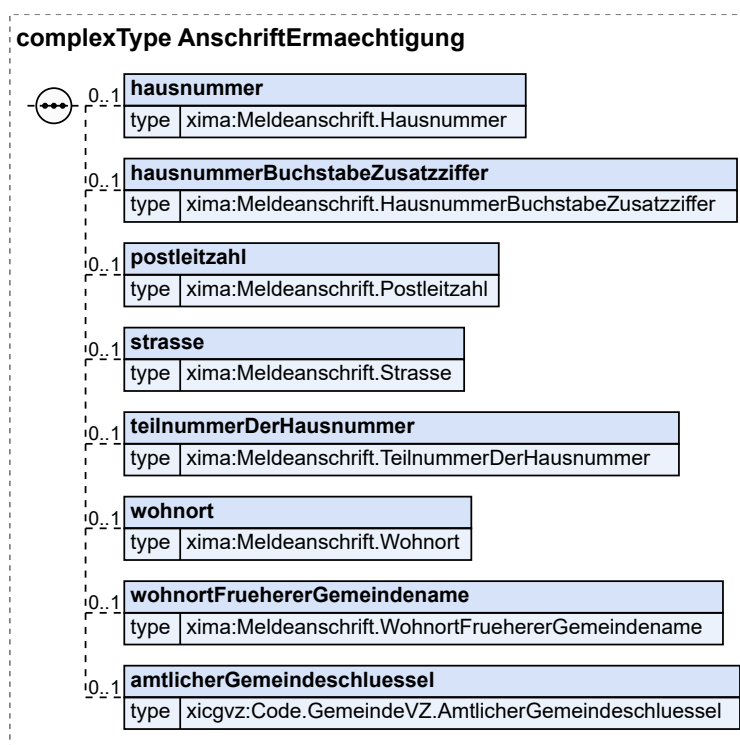 complexType AnschriftErmaechtigung
0..1 hausnummer
type xima:Meldeanschrift.Hausnummer
0..1 hausnummerBuchstabeZusatzziffer
type xima:Meldeanschrift.HausnummerBuchstabeZusatzziffer
0..1 postleitzahl
type xima:Meldeanschrift.Postleitzahl
0..1 strasse
type xima:Meldeanschrift.Strasse
0..1 teilnummerDerHausnummer
type xima:Meldeanschrift.TeilnummerDerHausnummer
0..1 wohnort
type xima:Meldeanschrift.Wohnort
0..1 wohnortFruehererGemeindename
type xima:Meldeanschrift.WohnortFruehererGemeindename
0..1 amtlicherGemeindeschluessel
type xicgvz:Code.GemeindeVZ.AmtlicherGemeindeschluessel